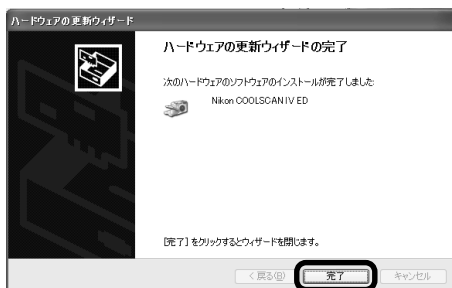 ハードウェアの更新ウィザード
ハードウェアの更新ウィザードの完了
次のハードウェアのソフトウェアのインストールが完了しました:
Nikon COOLSCAN IV ED
[完了] をクリックするとウィザードを閉じます。
< 戻る(B)
完了
キャンセル